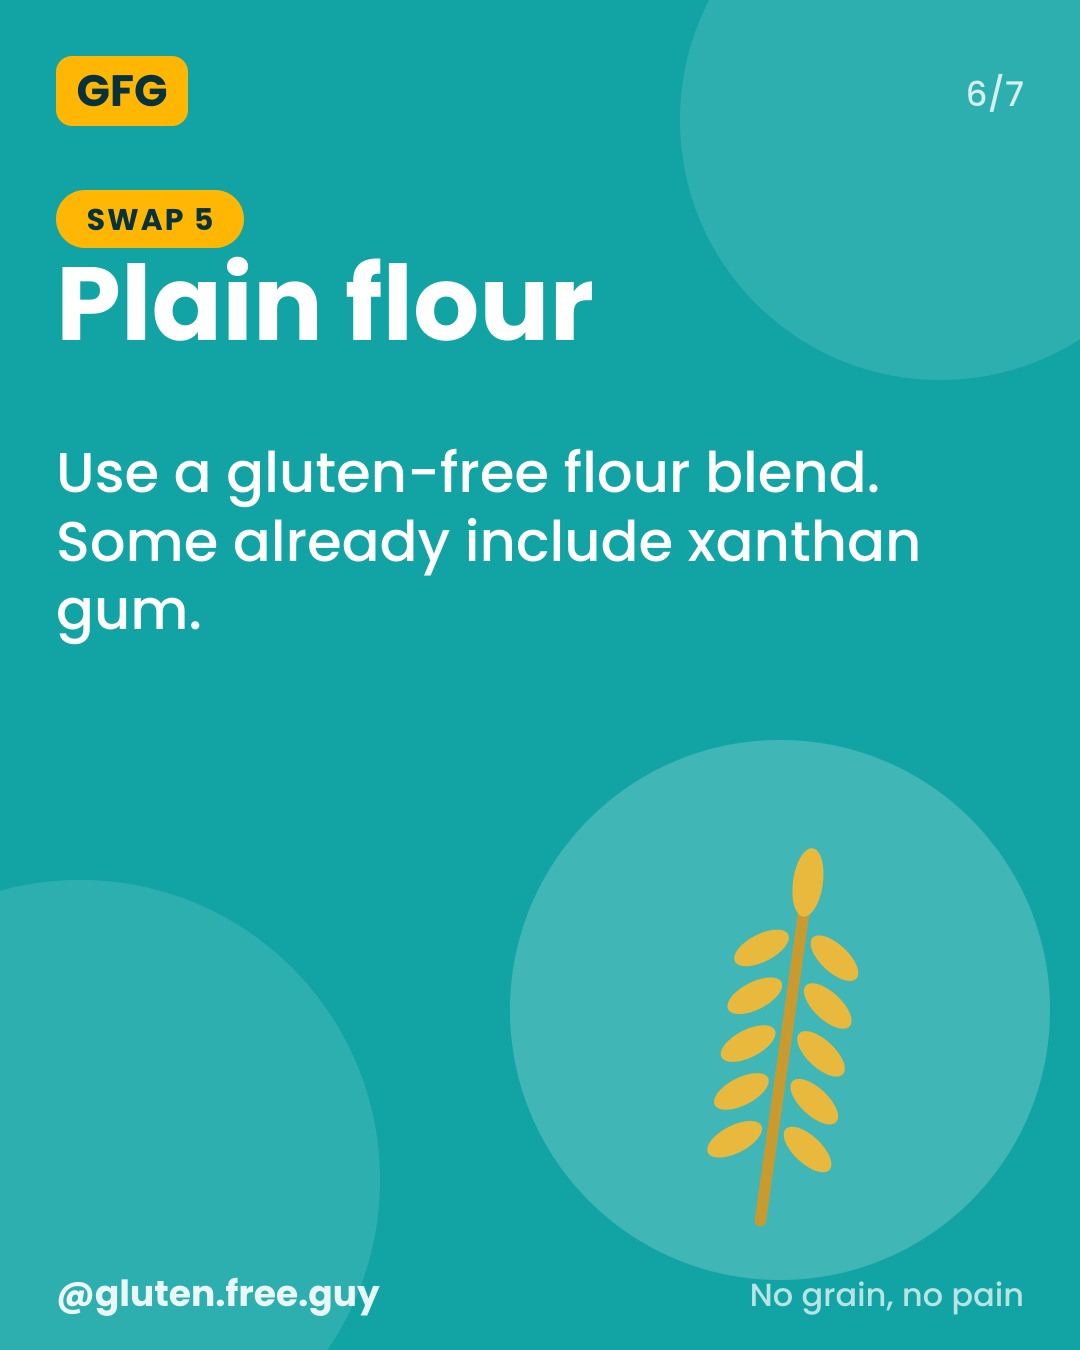 GFG
6/7
SWAP 5
Plain flour
Use a gluten-free flour blend.
Some already include xanthan
gum.
@gluten.free.guy
No grain, no pain